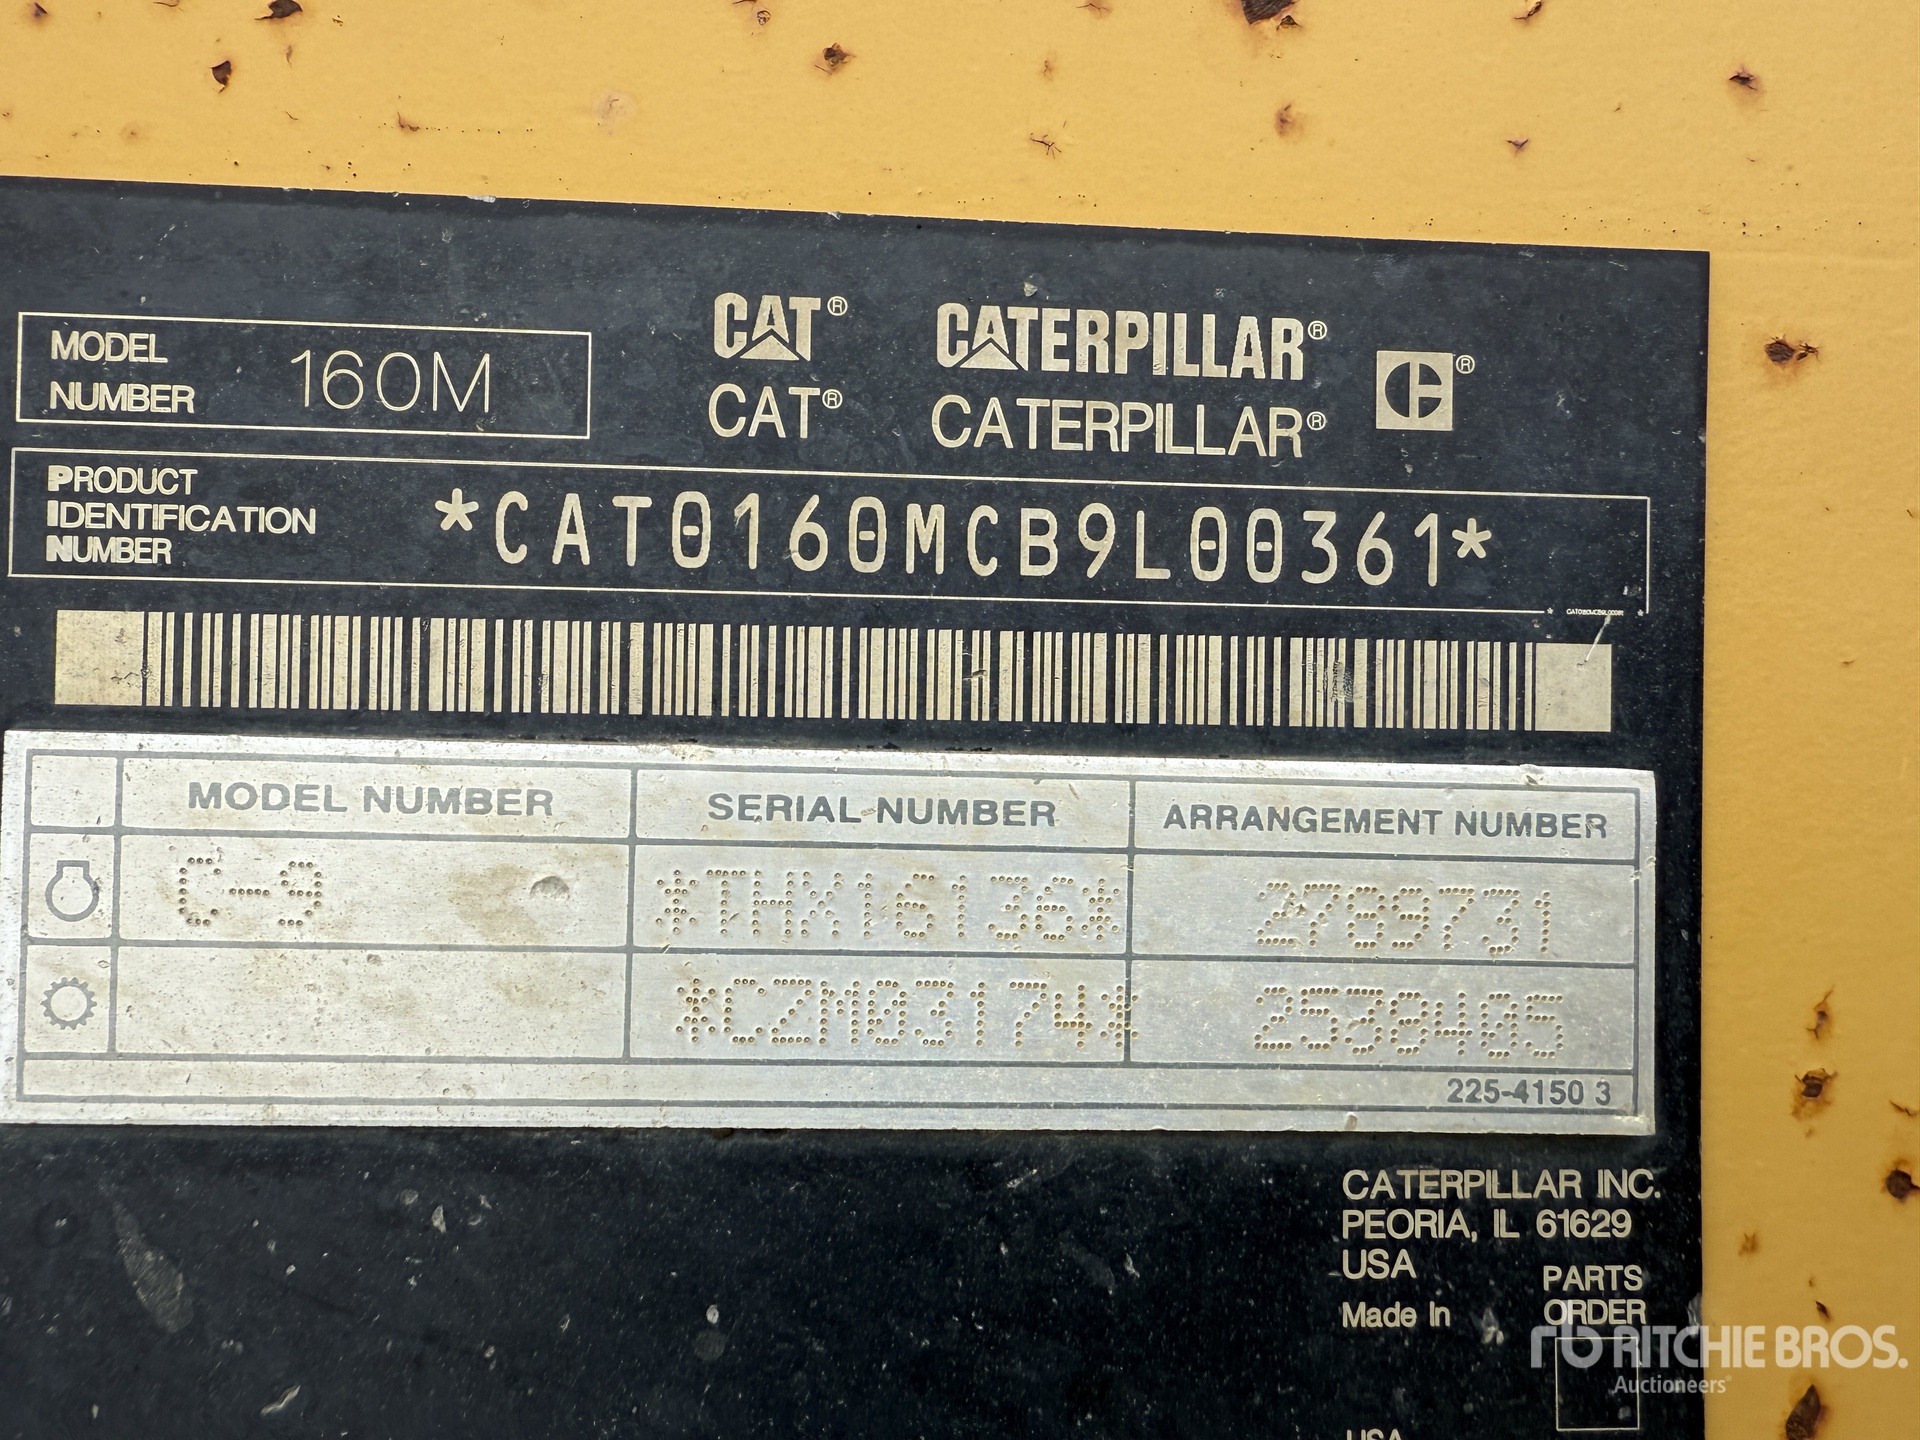 CAT® CATERPILLAR® ®
MODEL NUMBER 160M
CAT® CATERPILLAR®
PRODUCT IDENTIFICATION NUMBER *CAT0160MCB9L00361*
MODEL NUMBER SERIAL NUMBER ARRANGEMENT NUMBER
C-9 *THX16136* 2789731
*CZM03174* 2538405
225-4150 3
CATERPILLAR INC.
PEORIA, IL 61629
USA
PARTS
Made In ORDER
RITCHIE BROS.
Auctioneers
USA